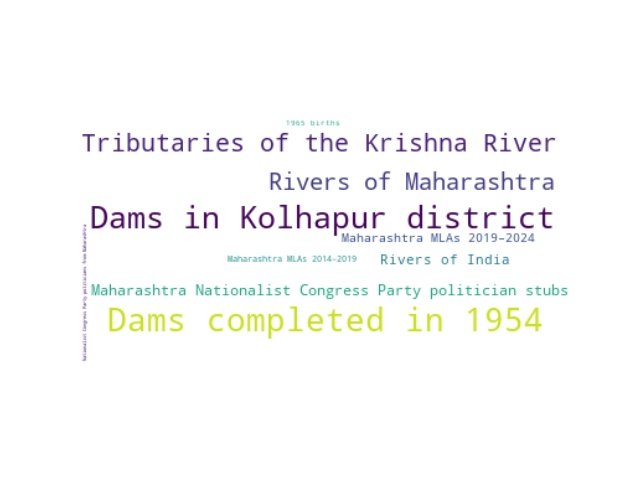 1965 births
Tributaries of the Krishna River
Rivers of Maharashtra
Dams in Kolhapur district
Maharashtra MLAs 2019–2024
Maharashtra MLAs 2014–2019
Rivers of India
Maharashtra Nationalist Congress Party politician stubs
Dams completed in 1954
Nationalist Congress Party politicians from Maharashtra